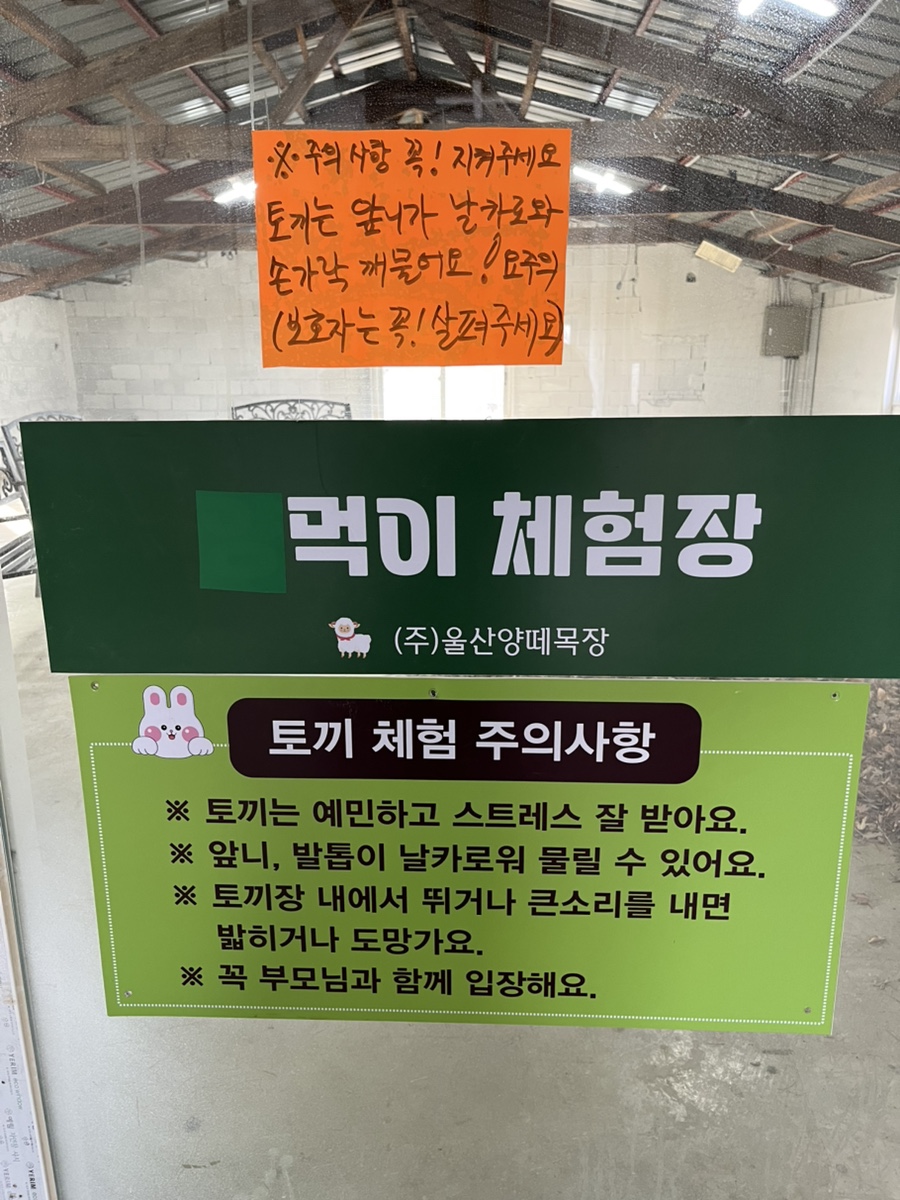 ※ 주의사항 꼭! 지켜주세요
토끼는 앞니가 날카로와
손가락 깨물어요! 요주의
(보호자는 꼭! 살펴주세요)
먹이 체험장
(주)울산양떼목장
토끼 체험 주의사항
※ 토끼는 예민하고 스트레스 잘 받아요.
※ 앞니, 발톱이 날카로워 물릴 수 있어요.
※ 토끼장 내에서 뛰거나 큰소리를 내면
밟히거나 도망가요.
※ 꼭 부모님과 함께 입장해요.
YERIM
YERIM